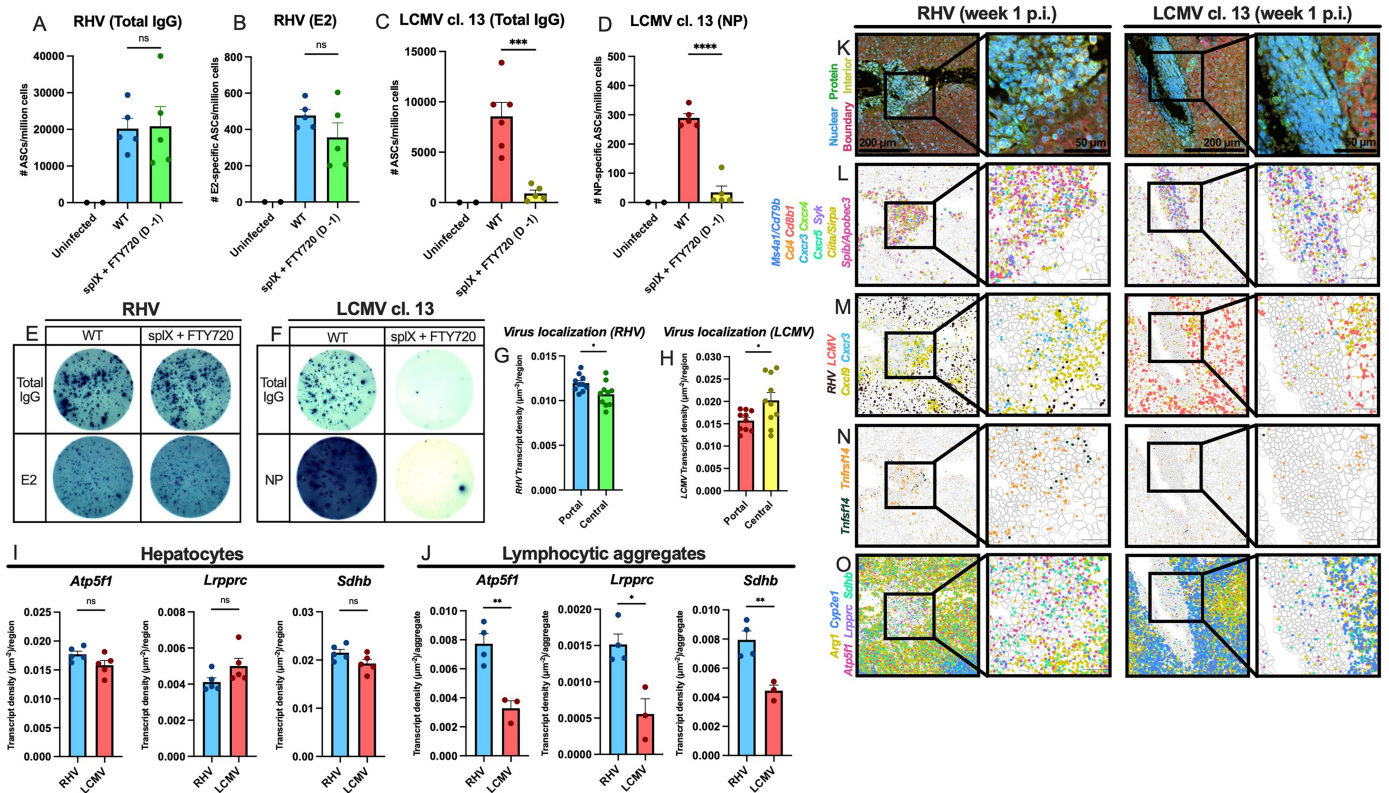 A
RHV (Total IgG)
# ASCs/million cells
40000
30000
20000
10000
0
ns
Uninfected
WT
splX + FTY720 (D -1)
B
RHV (E2)
# E2-specific ASCs/million cells
800
600
400
200
0
ns
Uninfected
WT
splX + FTY720 (D -1)
C
LCMV cl. 13 (Total IgG)
# ASCs/million cells
15000
10000
5000
0
***
Uninfected
WT
splX + FTY720 (D -1)
D
LCMV cl. 13 (NP)
# NP-specific ASCs/million cells
500
400
300
200
100
0
****
Uninfected
WT
splX + FTY720 (D -1)
E
RHV
WT
splX + FTY720
Total IgG
E2
F
LCMV cl. 13
WT
splX + FTY720
Total IgG
NP
Virus localization (RHV)
G
RHV Transcript density (μm⁻²)/region
0.015
0.010
0.005
0.000
*
Portal
Central
Virus localization (LCMV)
H
LCMV Transcript density (μm⁻²)/region
0.030
0.025
0.020
0.015
0.010
0.005
0.000
*
Portal
Central
I
Hepatocytes
Atp5f1
Transcript density (μm⁻²)/region
0.025
0.020
0.015
0.010
0.005
0.000
ns
RHV
LCMV
Lrpprc
Transcript density (μm⁻²)/region
0.008
0.006
0.004
0.002
0.000
ns
RHV
LCMV
Sdhb
Transcript density (μm⁻²)/region
0.03
0.02
0.01
0.00
ns
RHV
LCMV
J
Lymphocytic aggregates
Atp5f1
Transcript density (μm⁻²)/aggregate
0.010
0.008
0.006
0.004
0.002
0.000
**
RHV
LCMV
Lrpprc
Transcript density (μm⁻²)/aggregate
0.0020
0.0015
0.0010
0.0005
0.0000
*
RHV
LCMV
Sdhb
Transcript density (μm⁻²)/aggregate
0.010
0.008
0.006
0.004
0.002
0.000
**
RHV
LCMV
RHV (week 1 p.i.)
LCMV cl. 13 (week 1 p.i.)
K
Nuclear Protein
Boundary Interior
200 μm
50 μm
200 μm
50 μm
L
Ms4a1/Cd79b
Cd4 Cd8b1
Cxcr3 Cxcr4
Cxcr5 Syk
Ciita/Sirpa
Spib/Apobec3
M
RHV LCMV
Cxcl9 Cxcr3
N
Tnfsf14 Tnfrsf14
O
Arg1 Cyp2e1
Atp5f1 Lrpprc Sdhb